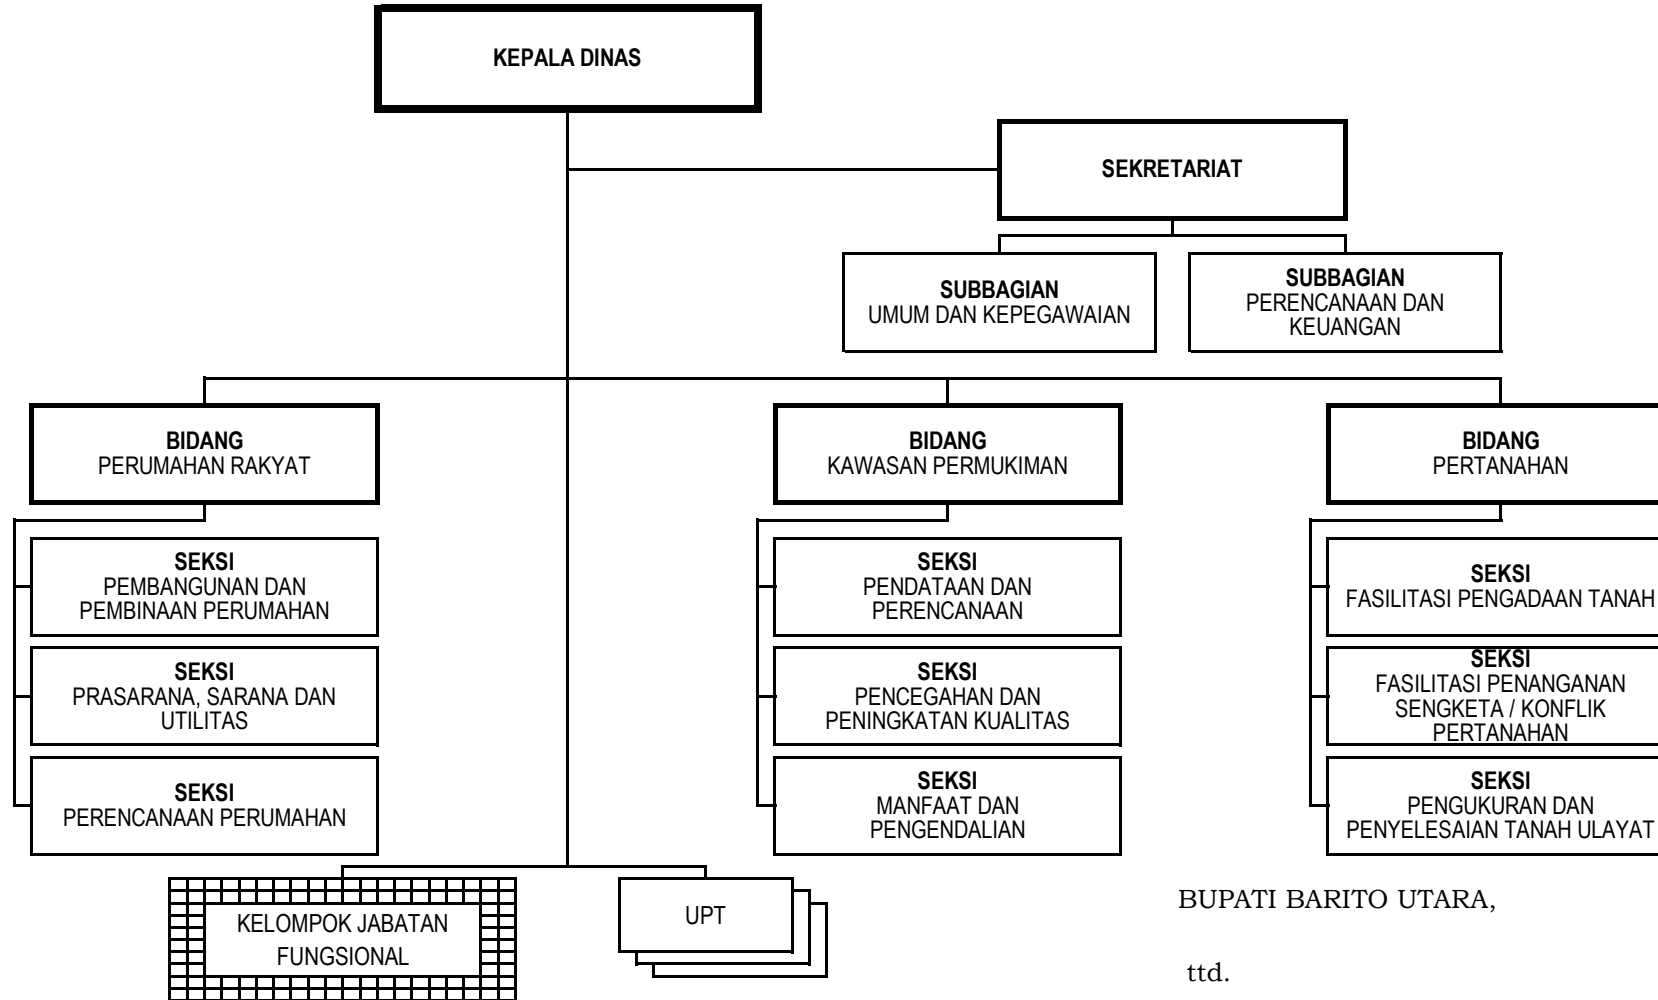 KEPALA DINAS
SEKRETARIAT
SUBBAGIAN
UMUM DAN KEPEGAWAIAN
SUBBAGIAN
PERENCANAAN DAN
KEUANGAN
BIDANG
PERUMAHAN RAKYAT
BIDANG
KAWASAN PERMUKIMAN
BIDANG
PERTANAHAN
SEKSI
PEMBANGUNAN DAN
PEMBINAAN PERUMAHAN
SEKSI
PRASARANA, SARANA DAN
UTILITAS
SEKSI
PERENCANAAN PERUMAHAN
SEKSI
PENDATAAN DAN
PERENCANAAN
SEKSI
PENCEGAHAN DAN
PENINGKATAN KUALITAS
SEKSI
MANFAAT DAN
PENGENDALIAN
SEKSI
FASILITASI PENGADAAN TANAH
SEKSI
FASILITASI PENANGANAN
SENGKETA / KONFLIK
PERTANAHAN
SEKSI
PENGUKURAN DAN
PENYELESAIAN TANAH ULAYAT
KELOMPOK JABATAN
FUNGSIONAL
UPT
BUPATI BARITO UTARA,
ttd.